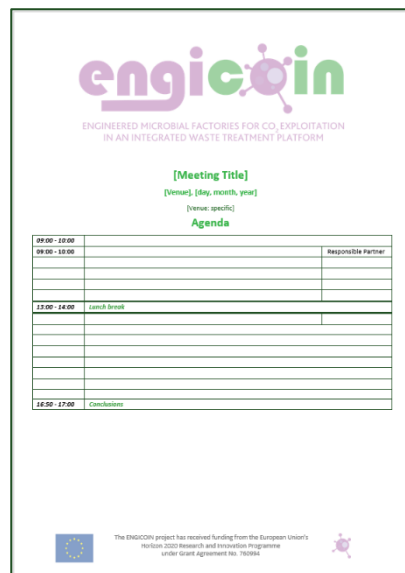 engicoin
ENGINEERED MICROBIAL FACTORIES FOR CO₂ EXPLOITATION
IN AN INTEGRATED WASTE TREATMENT PLATFORM
[Meeting Title]
[Venue], [day, month, year]
[Venue: specific]
Agenda
09:00 - 10:00
09:00 - 10:00 Responsible Partner
13:00 - 14:00 Lunch break
16:50 - 17:00 Conclusions
The ENGICOIN project has received funding from the European Union's
Horizon 2020 Research and Innovation Programme
under Grant Agreement No. 760994